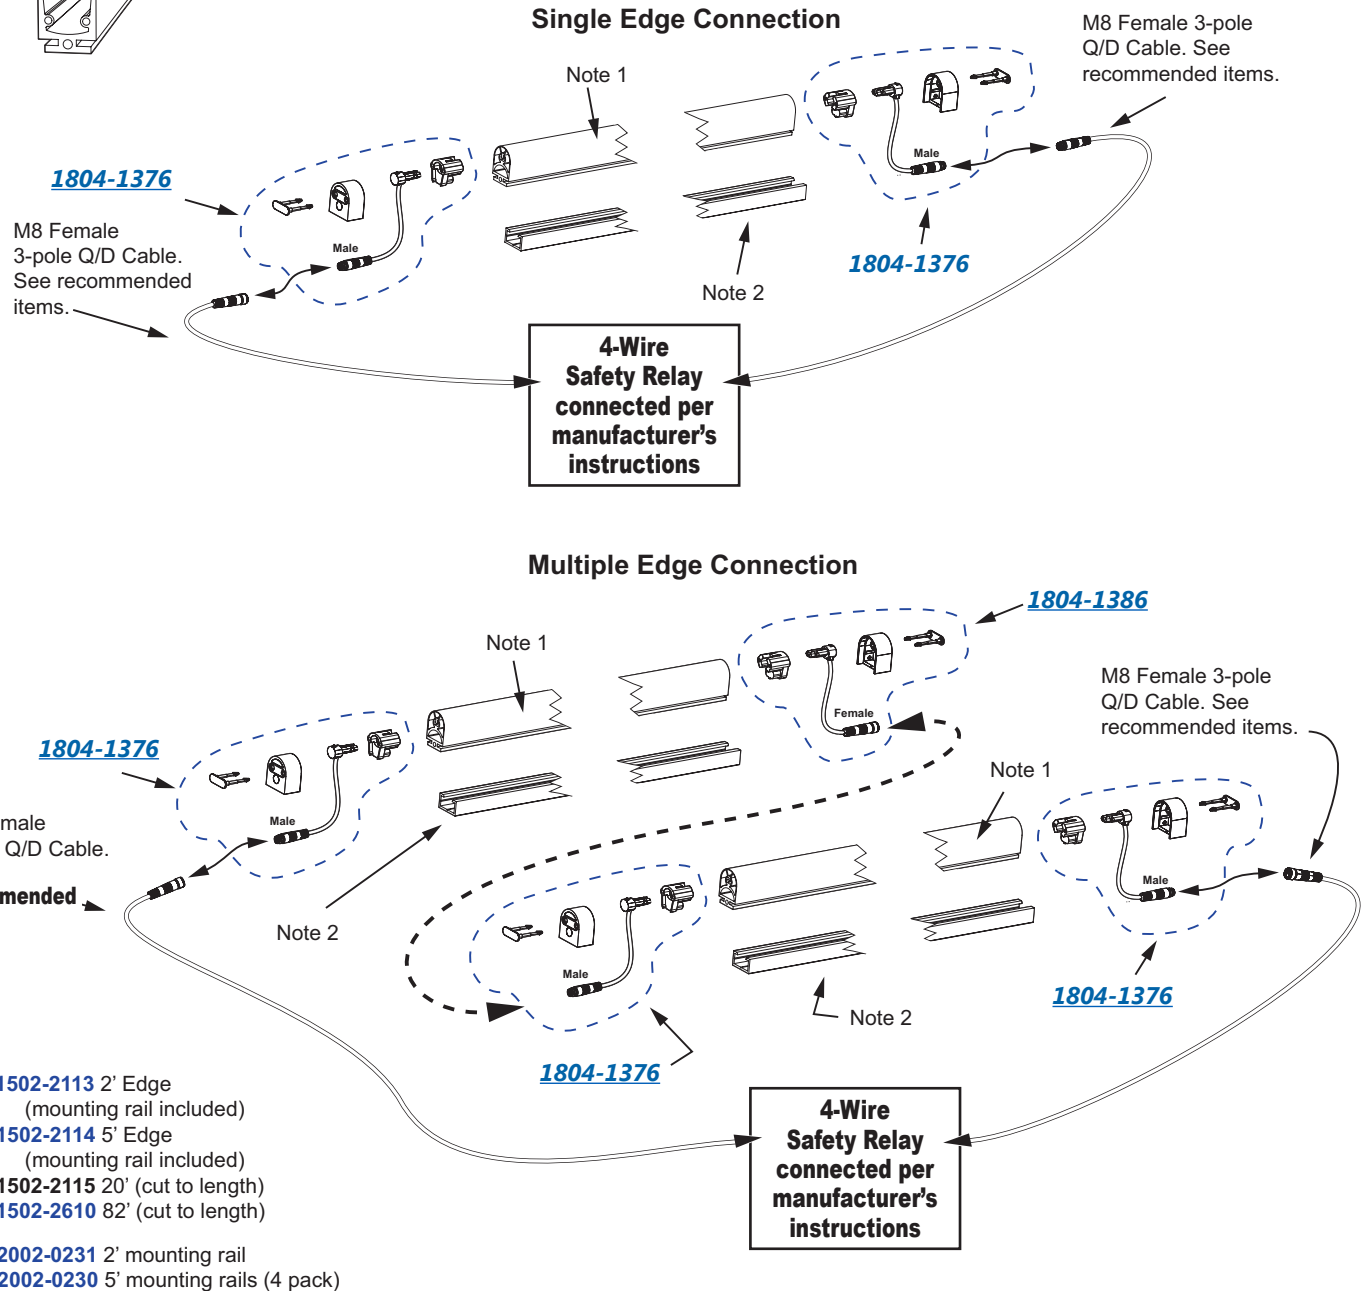 Single Edge Connection
M8 Female 3-pole
Q/D Cable. See
recommended items.
Note 1
Male
1804-1376
M8 Female
3-pole Q/D Cable.
See recommended
items.
Male
1804-1376
Note 2
4-Wire
Safety Relay
connected per
manufacturer's
instructions
Multiple Edge Connection
1804-1386
Note 1
M8 Female 3-pole
Q/D Cable. See
recommended items.
Female
1804-1376
Note 1
Male
male
Q/D Cable.
Male
mended
Note 2
Male
1804-1376
Note 2
1804-1376
1502-2113 2' Edge
(mounting rail included)
1502-2114 5' Edge
(mounting rail included)
1502-2115 20' (cut to length)
1502-2610 82' (cut to length)
2002-0231 2' mounting rail
2002-0230 5' mounting rails (4 pack)
4-Wire
Safety Relay
connected per
manufacturer's
instructions